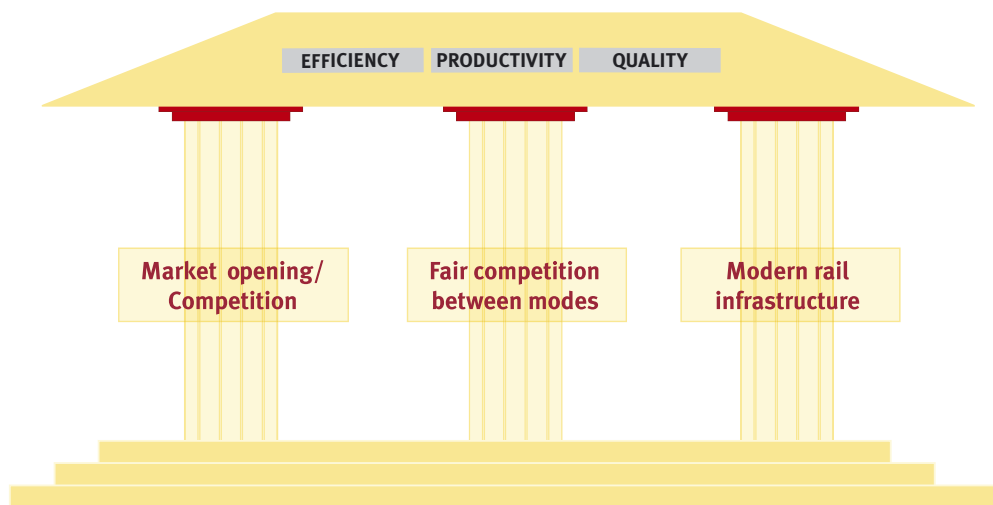 EFFICIENCY PRODUCTIVITY QUALITY
Market opening/
Competition
Fair competition
between modes
Modern rail
infrastructure